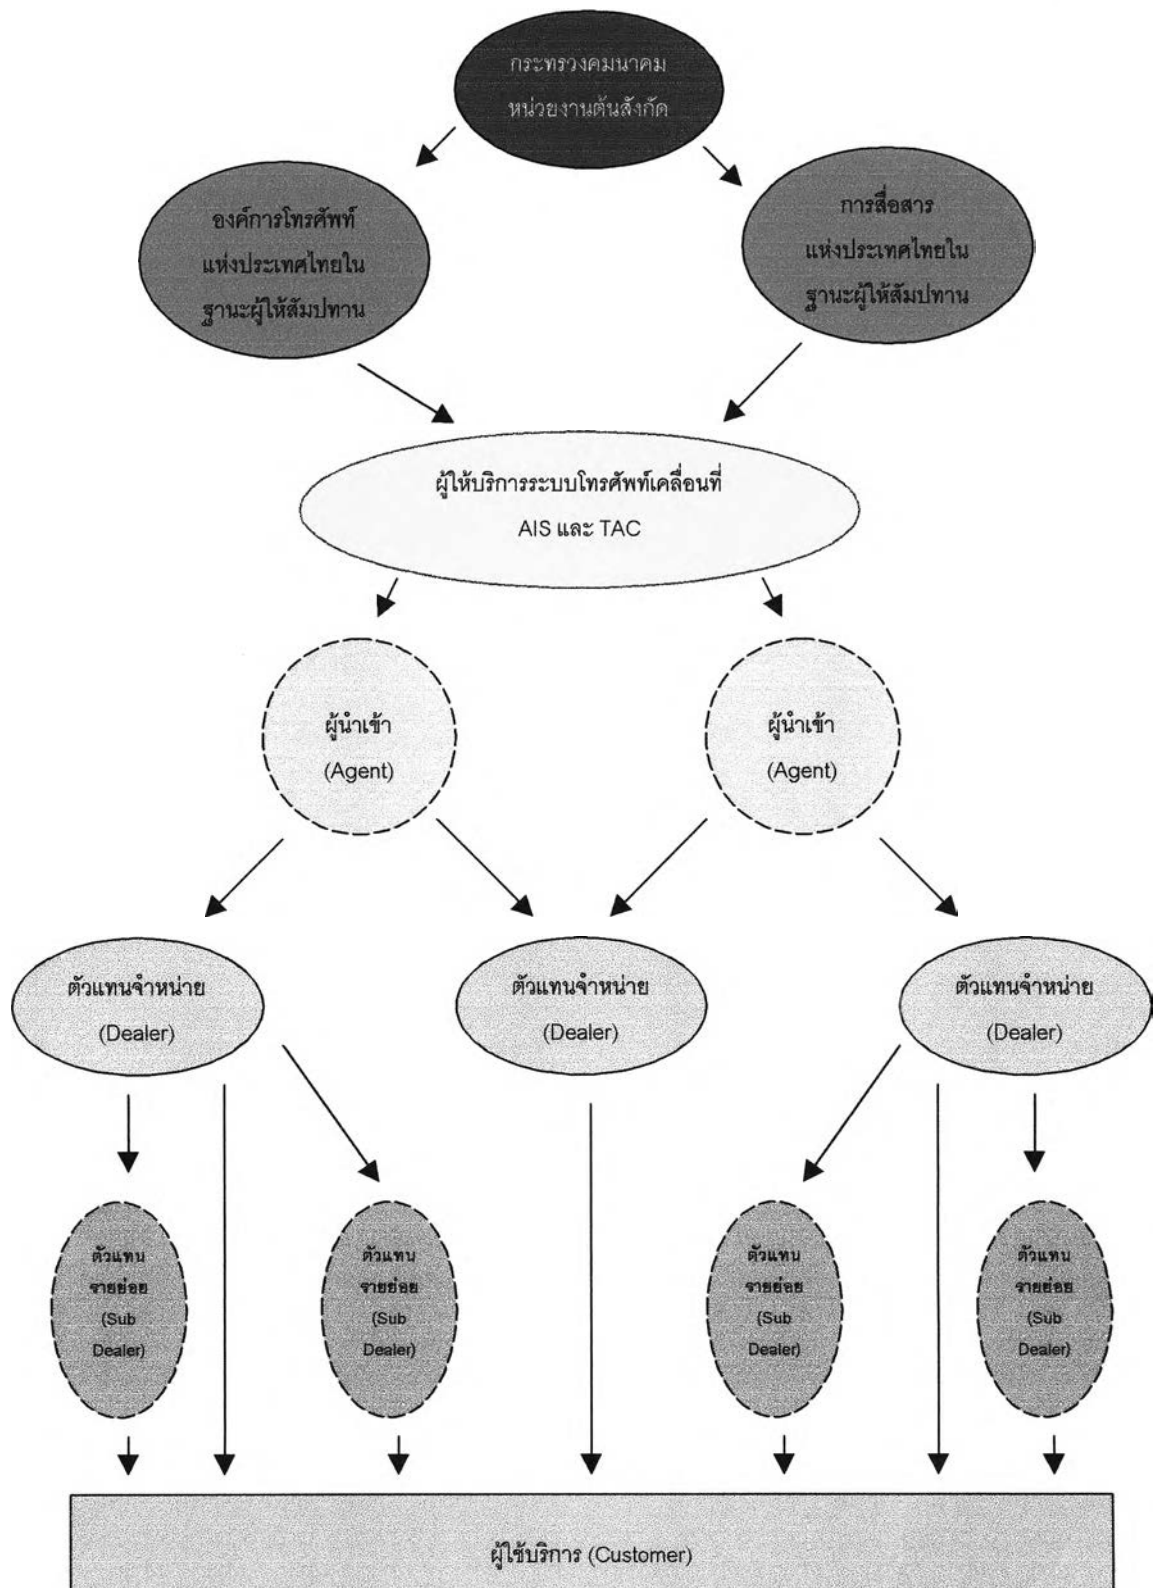 กระทรวงคมนาคม
หน่วยงานต้นสังกัด
องค์การโทรศัพท์
แห่งประเทศไทยใน
ฐานะผู้ให้สัมปทาน
การสื่อสาร
แห่งประเทศไทยใน
ฐานะผู้ให้สัมปทาน
ผู้ให้บริการระบบโทรศัพท์เคลื่อนที่
AIS และ TAC
ผู้นำเข้า
(Agent)
ผู้นำเข้า
(Agent)
ตัวแทนจำหน่าย
(Dealer)
ตัวแทนจำหน่าย
(Dealer)
ตัวแทนจำหน่าย
(Dealer)
ตัวแทน
รายย่อย
(Sub
Dealer)
ตัวแทน
รายย่อย
(Sub
Dealer)
ตัวแทน
รายย่อย
(Sub
Dealer)
ตัวแทน
รายย่อย
(Sub
Dealer)
ผู้ใช้บริการ (Customer)